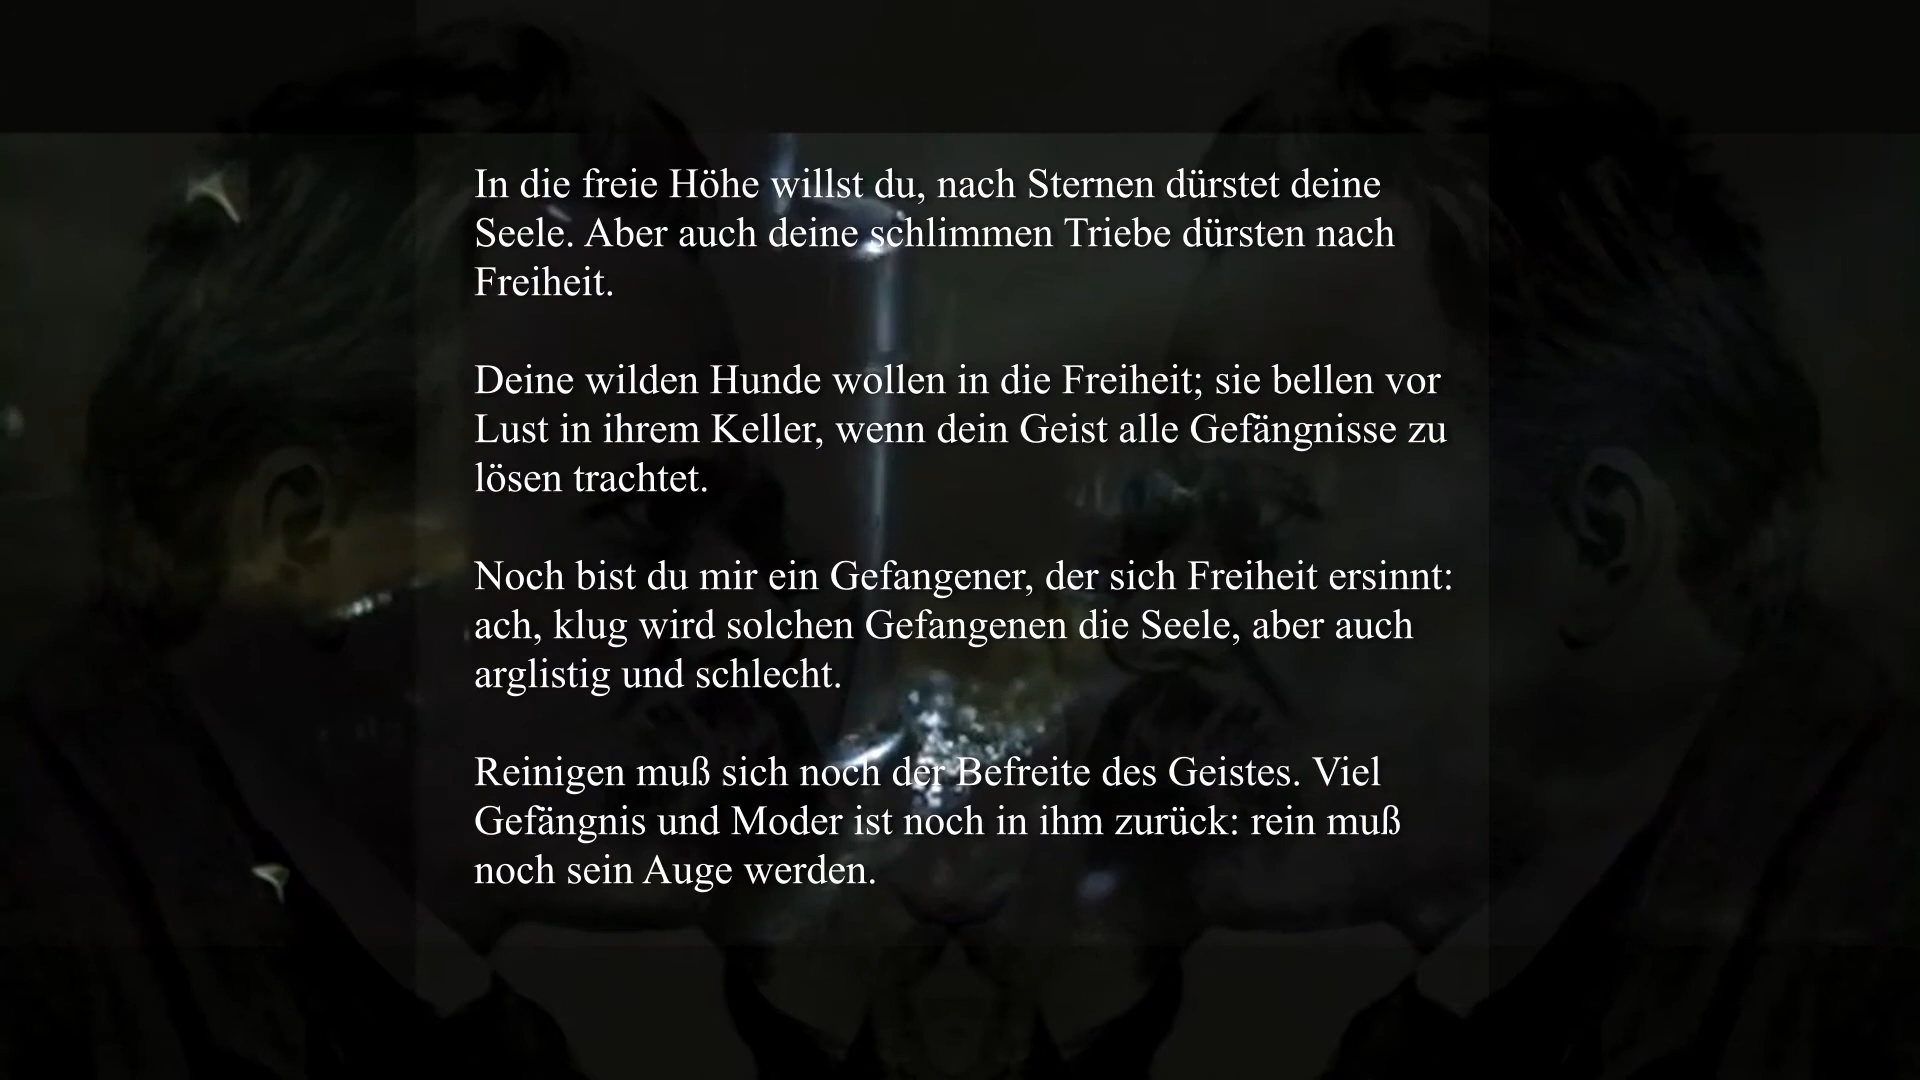 In die freie Höhe willst du, nach Sternen dürstet deine
Seele. Aber auch deine schlimmen Triebe dürsten nach
Freiheit.
Deine wilden Hunde wollen in die Freiheit; sie bellen vor
Lust in ihrem Keller, wenn dein Geist alle Gefängnisse zu
lösen trachtet.
Noch bist du mir ein Gefangener, der sich Freiheit ersinnt:
ach, klug wird solchen Gefangenen die Seele, aber auch
arglistig und schlecht.
Reinigen muß sich noch der Befreite des Geistes. Viel
Gefängnis und Moder ist noch in ihm zurück: rein muß
noch sein Auge werden.